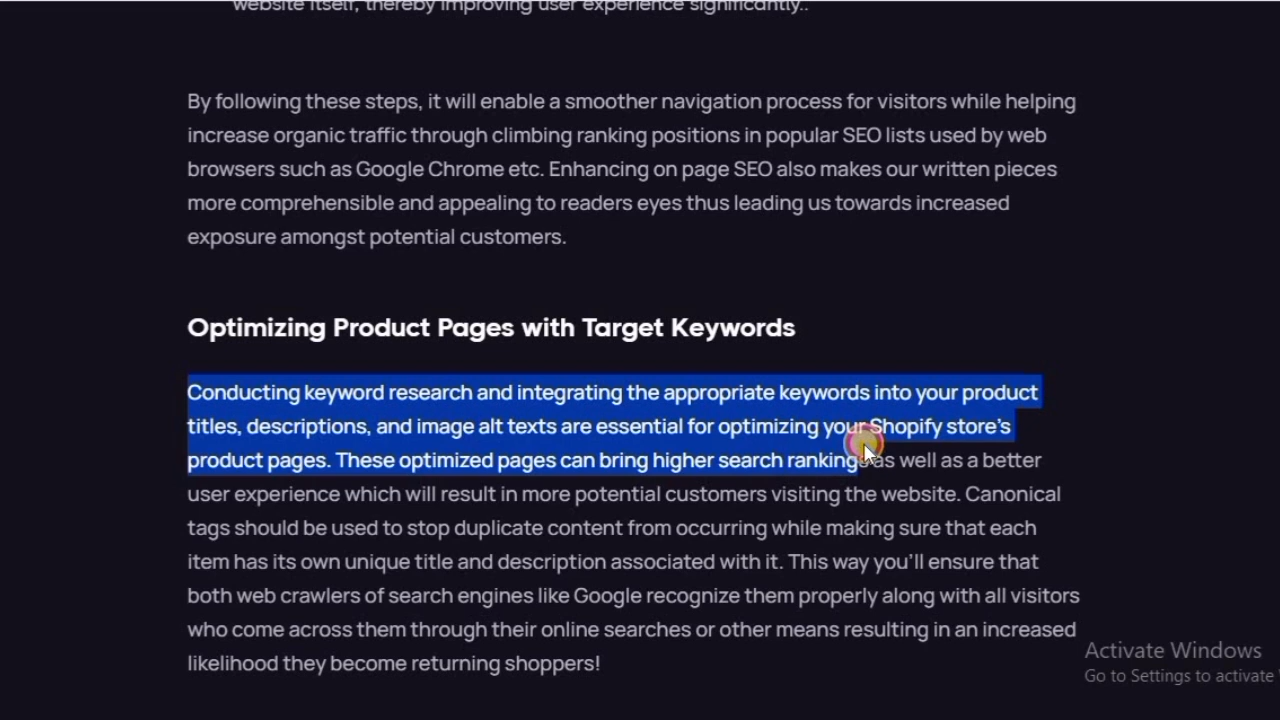 website itself, thereby improving user experience significantly..
By following these steps, it will enable a smoother navigation process for visitors while helping
increase organic traffic through climbing ranking positions in popular SEO lists used by web
browsers such as Google Chrome etc. Enhancing on page SEO also makes our written pieces
more comprehensible and appealing to readers eyes thus leading us towards increased
exposure amongst potential customers.
Optimizing Product Pages with Target Keywords
Conducting keyword research and integrating the appropriate keywords into your product
titles, descriptions, and image alt texts are essential for optimizing your Shopify store's
product pages. These optimized pages can bring higher search rankings as well as a better
user experience which will result in more potential customers visiting the website. Canonical
tags should be used to stop duplicate content from occurring while making sure that each
item has its own unique title and description associated with it. This way you'll ensure that
both web crawlers of search engines like Google recognize them properly along with all visitors
who come across them through their online searches or other means resulting in an increased
likelihood they become returning shoppers!
Activate Windows
Go to Settings to activate